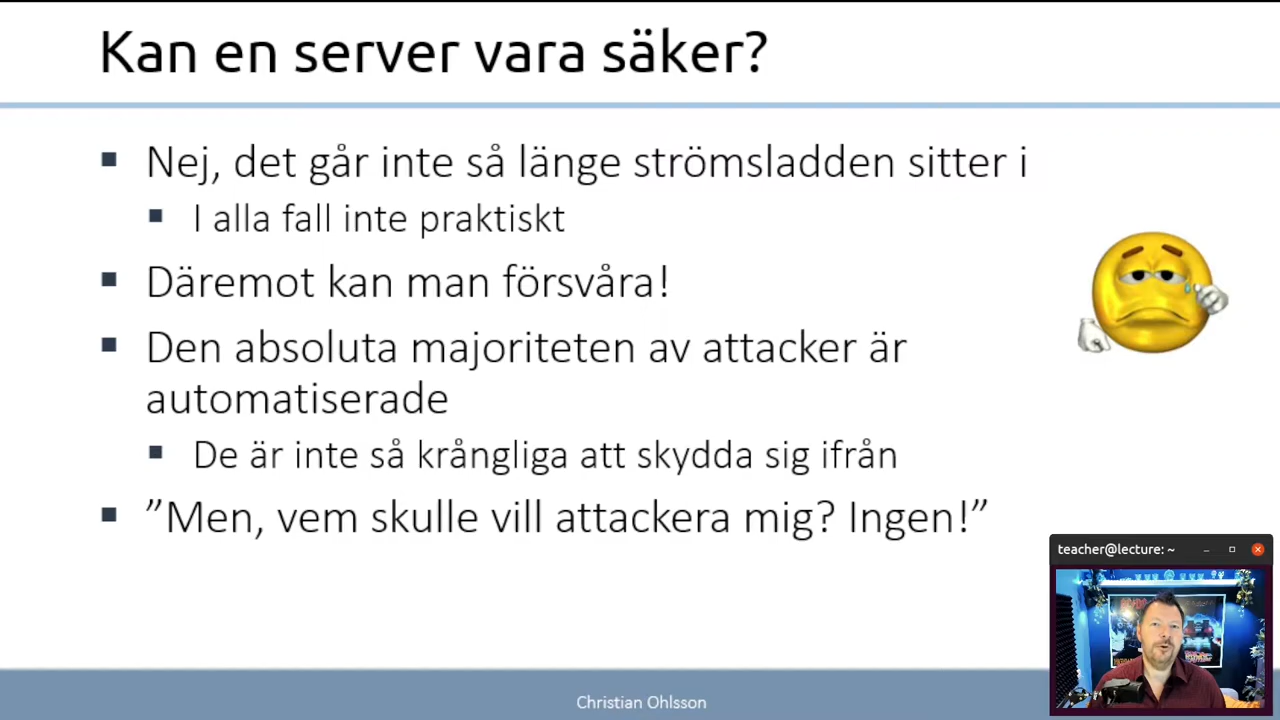 Kan en server vara säker?
Nej, det går inte så länge strömsladden sitter i
I alla fall inte praktiskt
Däremot kan man försvåra!
Den absoluta majoriteten av attacker är
automatiserade
De är inte så krångliga att skydda sig ifrån
”Men, vem skulle vill attackera mig? Ingen!”
teacher@lecture: ~
Christian Ohlsson